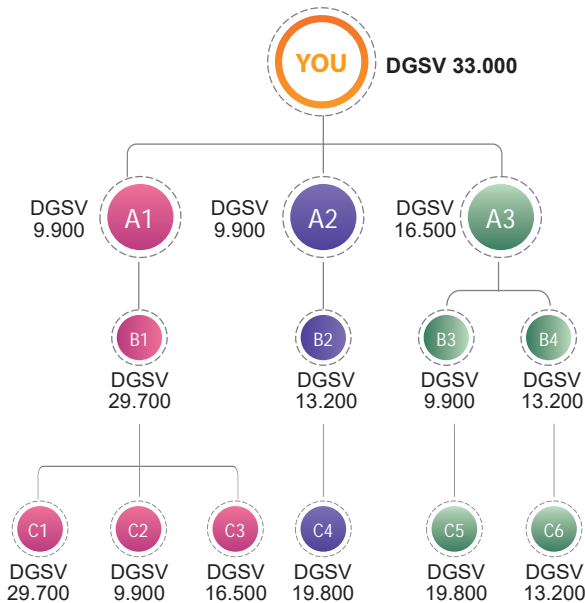 YOU
DGSV 33.000
DGSV
9.900
A1
DGSV
9.900
A2
DGSV
16.500
A3
B1
DGSV
29.700
B2
DGSV
13.200
B3
DGSV
9.900
B4
DGSV
13.200
C1
DGSV
29.700
C2
DGSV
9.900
C3
DGSV
16.500
C4
DGSV
19.800
C5
DGSV
19.800
C6
DGSV
13.200